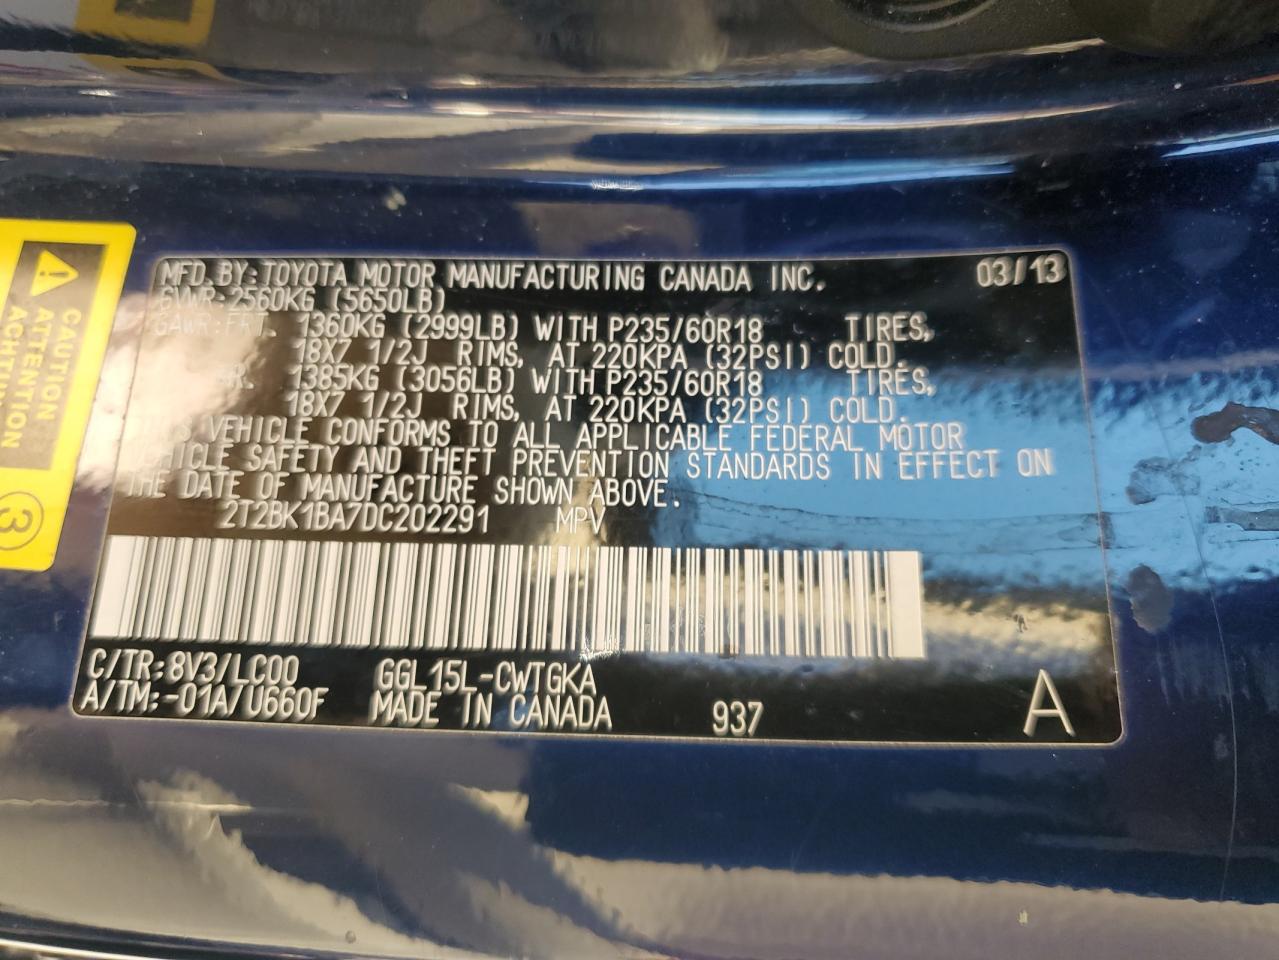 MFD. BY: TOYOTA MOTOR MANUFACTURING CANADA INC. 03/13
GVWR: 2560KG (5650LB)
GAWR: FRT. 1360KG (2999LB) WITH P235/60R18 TIRES,
18X7 1/2J RIMS, AT 220KPA (32PSI) COLD.
RR. 1385KG (3056LB) WITH P235/60R18 TIRES,
18X7 1/2J RIMS, AT 220KPA (32PSI) COLD.
THIS VEHICLE CONFORMS TO ALL APPLICABLE FEDERAL MOTOR
VEHICLE SAFETY AND THEFT PREVENTION STANDARDS IN EFFECT ON
THE DATE OF MANUFACTURE SHOWN ABOVE.
2T2BK1BA7DC202291 MPV
C/TR: 8V3/LC00 GGL15L-CWTGKA
A/TM: -01A/U660F MADE IN CANADA 937 A
CAUTION
ATTENTION
ACHTUNG
3